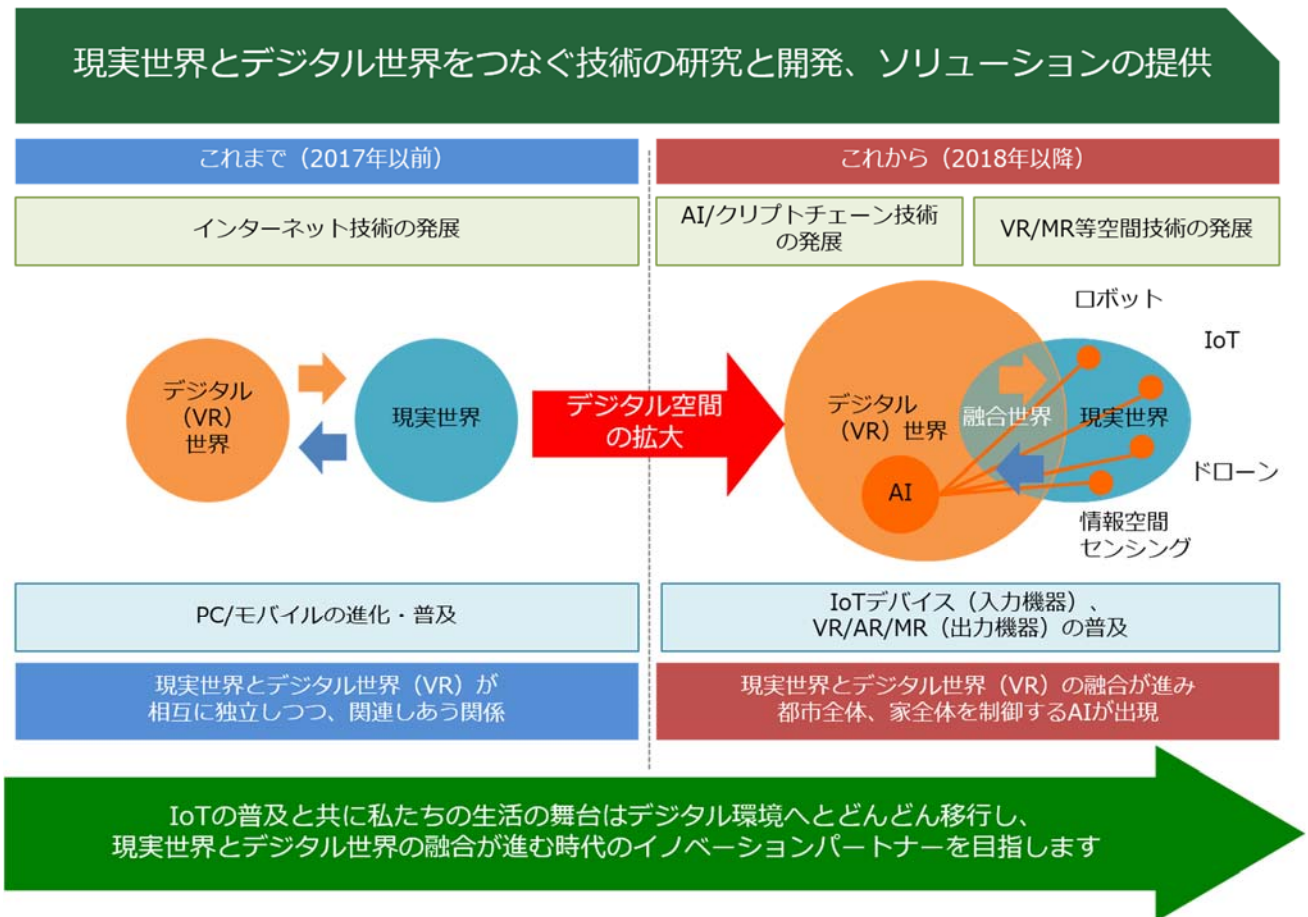 現実世界とデジタル世界をつなぐ技術の研究と開発、ソリューションの提供
これまで（2017年以前）
インターネット技術の発展
デジタル
（VR）
世界
現実世界
PC/モバイルの進化・普及
現実世界とデジタル世界（VR）が
相互に独立しつつ、関連しあう関係
デジタル空間
の拡大
これから（2018年以降）
AI/クリプトチェーン技術
の発展
VR/MR等空間技術の発展
ロボット
IoT
デジタル
（VR）世界
融合世界
現実世界
AI
ドローン
情報空間
センシング
IoTデバイス（入力機器）、
VR/AR/MR（出力機器）の普及
現実世界とデジタル世界（VR）の融合が進み
都市全体、家全体を制御するAIが出現
IoTの普及と共に私たちの生活の舞台はデジタル環境へとどんどん移行し、
現実世界とデジタル世界の融合が進む時代のイノベーションパートナーを目指します